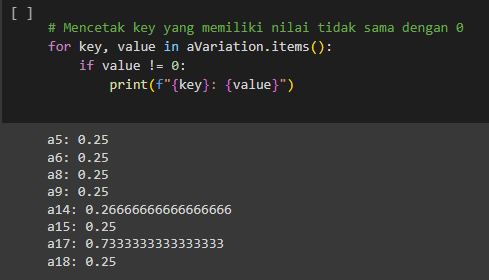 [ ]
# Mencetak key yang memiliki nilai tidak sama dengan 0
for key, value in aVariation.items():
    if value != 0:
        print(f"{key}: {value}")
a5: 0.25
a6: 0.25
a8: 0.25
a9: 0.25
a14: 0.26666666666666666
a15: 0.25
a17: 0.7333333333333333
a18: 0.25